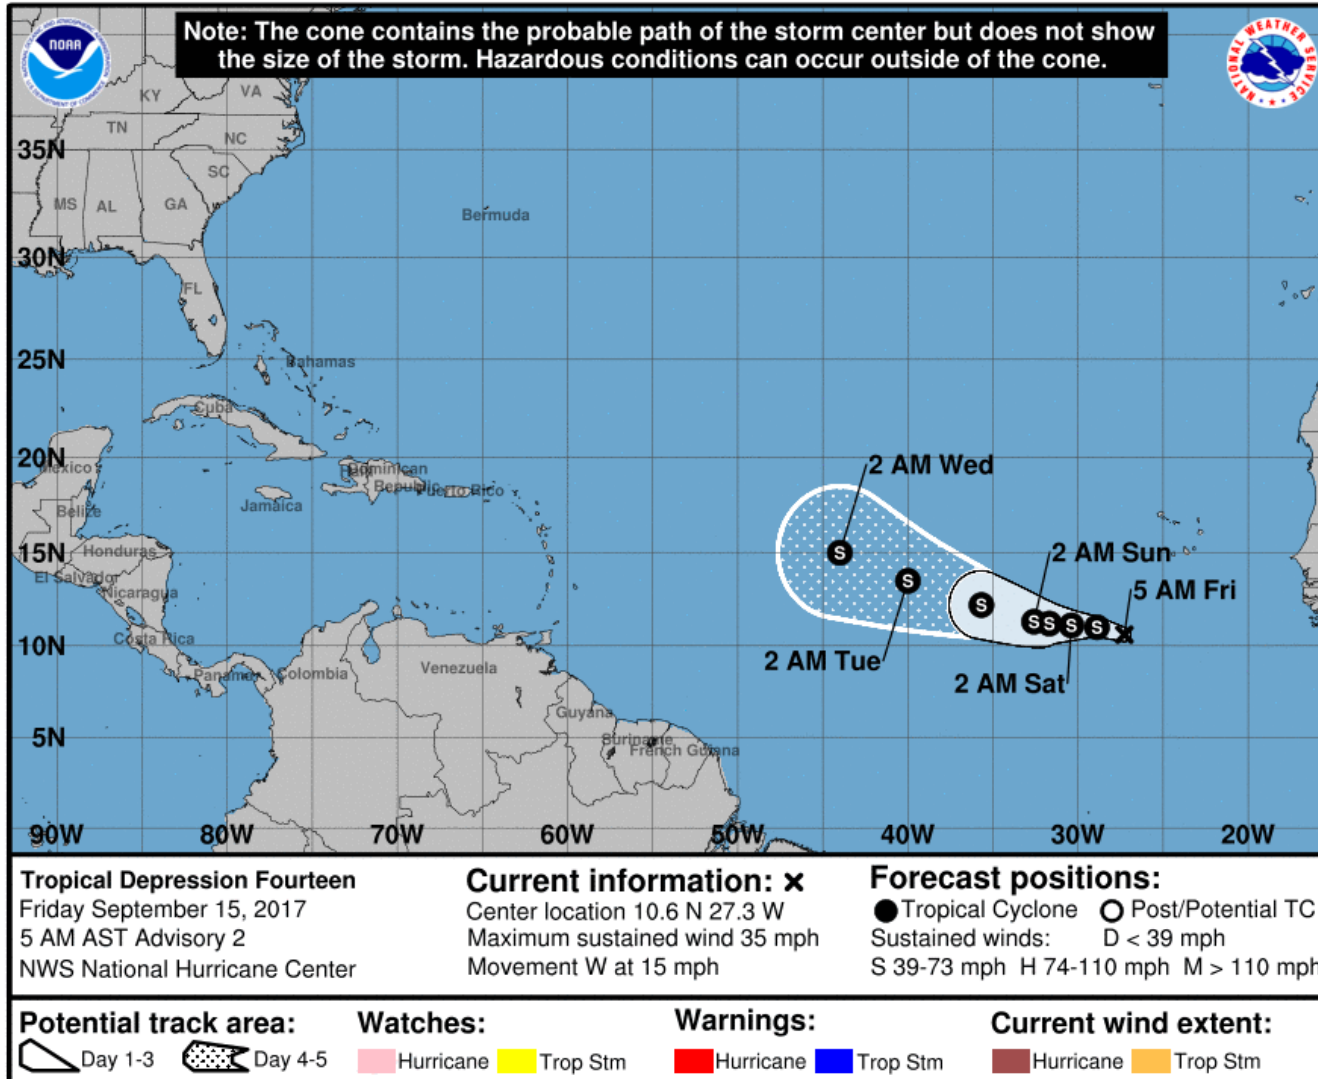 Note: The cone contains the probable path of the storm center but does not show
the size of the storm. Hazardous conditions can occur outside of the cone.
NOAA
NATIONAL WEATHER SERVICE
KY
VA
TN
NC
35N
SC
MS
AL
GA
Bermuda
30N
FL
25N
Bahamas
Cuba
20N
Mexico
Haiti
Dominican
Republic
Puerto Rico
2 AM Wed
Belize
Jamaica
15N
Honduras
S
2 AM Sun
El Salvador
S
5 AM Fri
Nicaragua
S
S S S S
10N
Costa Rica
2 AM Tue
Panama
Colombia
Venezuela
2 AM Sat
Guyana
5N
Suriname
French Guiana
90W 80W 70W 60W 50W 40W 30W 20W
Tropical Depression Fourteen
Friday September 15, 2017
5 AM AST Advisory 2
NWS National Hurricane Center
Current information: x
Center location 10.6 N 27.3 W
Maximum sustained wind 35 mph
Movement W at 15 mph
Forecast positions:
Tropical Cyclone Post/Potential TC
Sustained winds: D < 39 mph
S 39-73 mph H 74-110 mph M > 110 mph
Potential track area:
Day 1-3 Day 4-5
Watches:
Hurricane Trop Stm
Warnings:
Hurricane Trop Stm
Current wind extent:
Hurricane Trop Stm